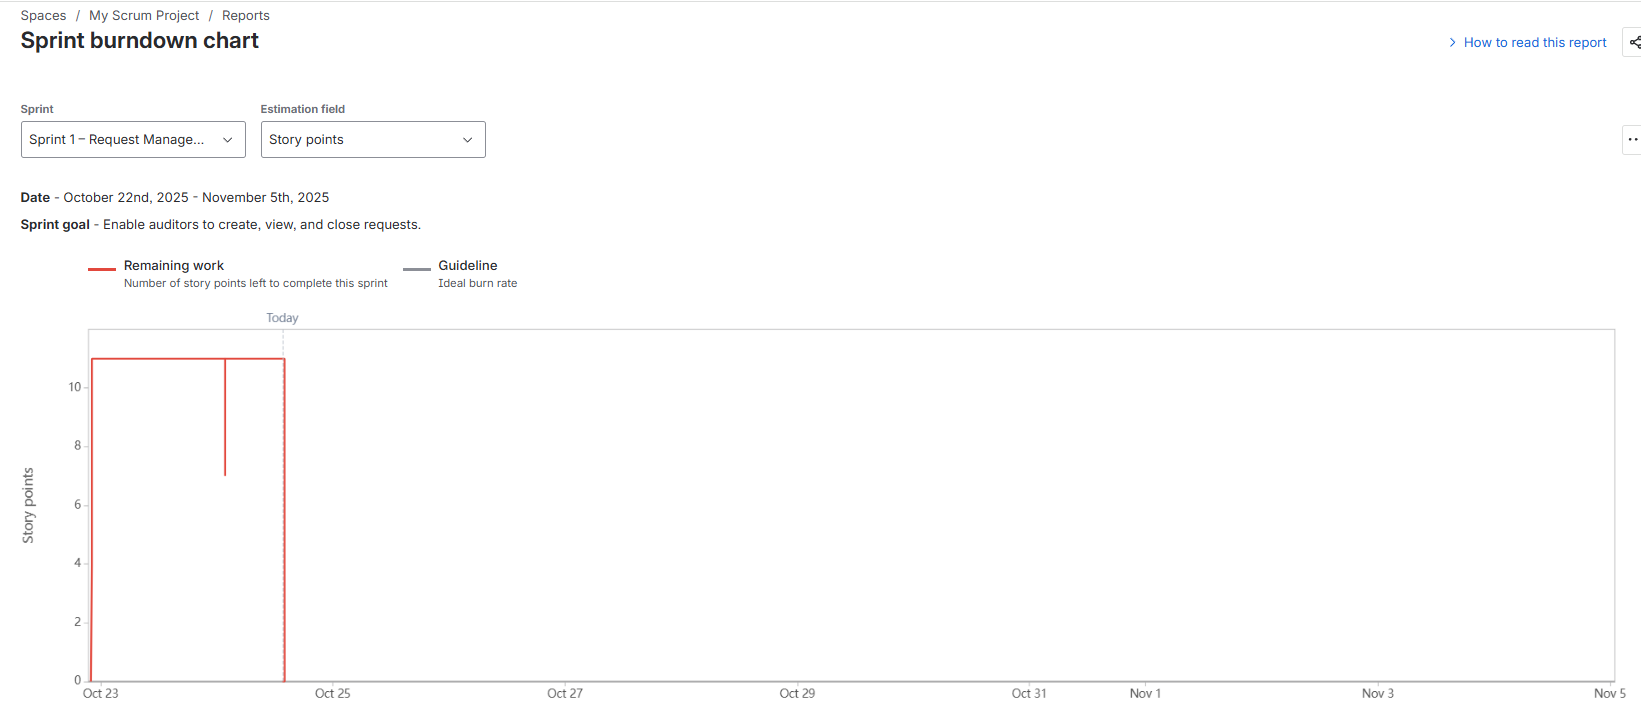 Spaces / My Scrum Project / Reports
Sprint burndown chart
How to read this report
Sprint
Estimation field
Sprint 1 – Request Manage...
Story points
Date - October 22nd, 2025 - November 5th, 2025
Sprint goal - Enable auditors to create, view, and close requests.
Remaining work
Number of story points left to complete this sprint
Guideline
Ideal burn rate
Today
10
8
6
4
2
0
Story points
Oct 23
Oct 25
Oct 27
Oct 29
Oct 31
Nov 1
Nov 3
Nov 5